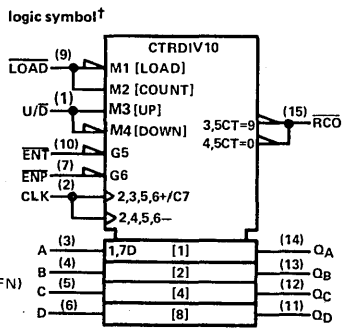 logic symbol†
CTRDIV10
LOAD (9) M1 [LOAD]
M2 [COUNT]
U/D (1) M3 [UP]
M4 [DOWN]
ENT (10) G5
ENP (7) G6
CLK (2) 2,3,5,6+/C7
2,4,5,6−
3,5CT=9 (15) RCO
4,5CT=0
A (3) 1,7D [1] (14) QA
B (4) [2] (13) QB
FN) C (5) [4] (12) QC
D (6) [8] (11) QD